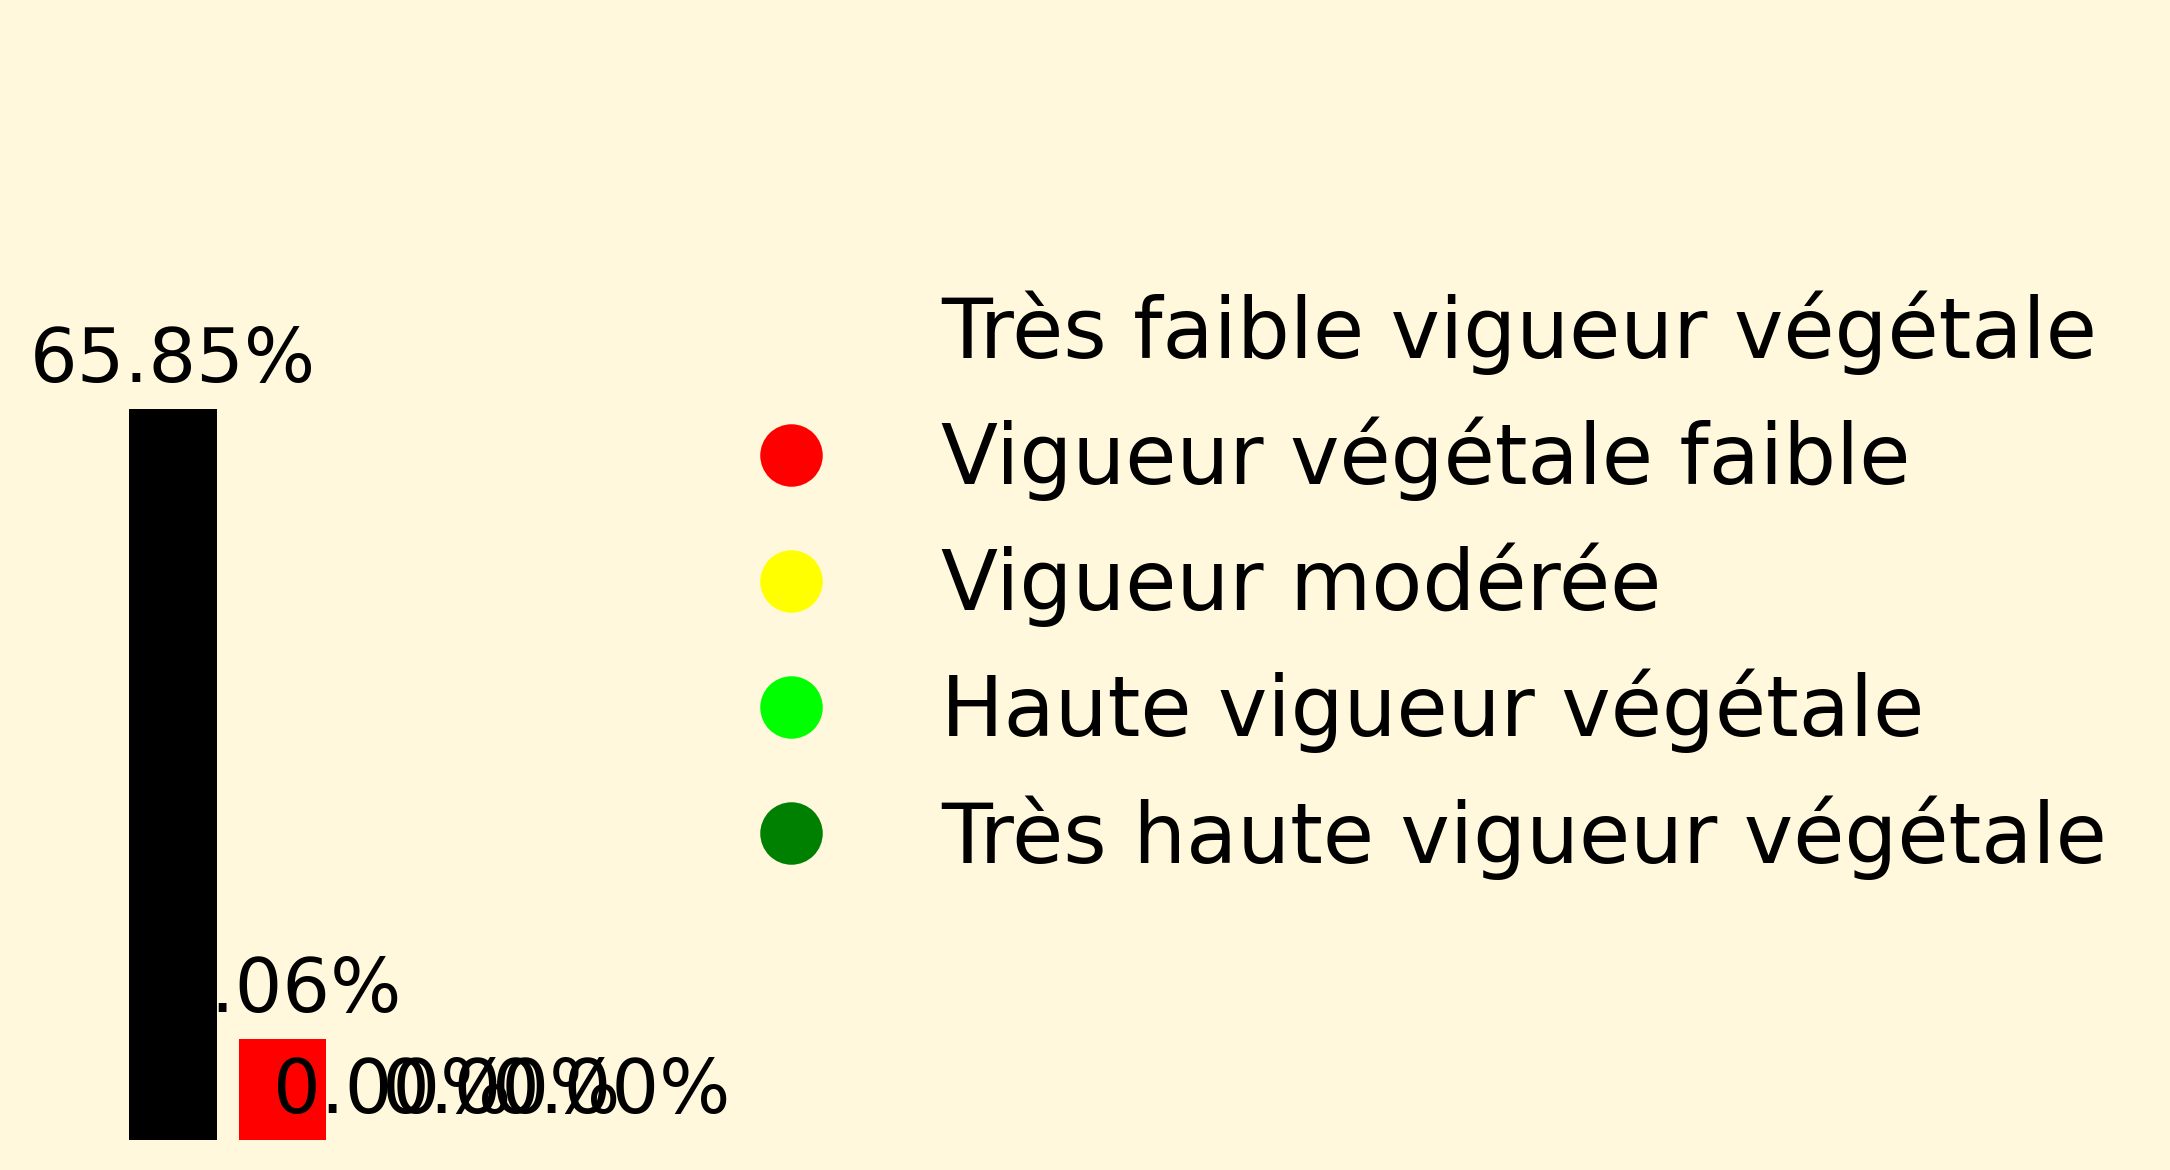 Très faible vigueur végétale
65.85%
Vigueur végétale faible
Vigueur modérée
Haute vigueur végétale
Très haute vigueur végétale
.06%
0.00% 0.00% 0.00%